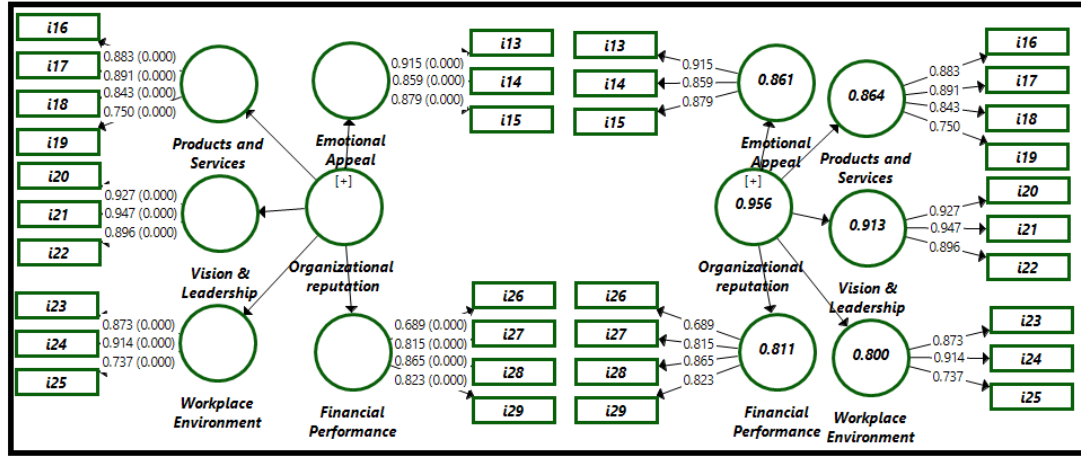 i16
i17
i18
i19
0.883 (0.000)
0.891 (0.000)
0.843 (0.000)
0.750 (0.000)
Products and
Services
i20
i21
i22
0.927 (0.000)
0.947 (0.000)
0.896 (0.000)
Vision &
Leadership
i23
i24
i25
0.873 (0.000)
0.914 (0.000)
0.737 (0.000)
Workplace
Environment
i13
i14
i15
0.915 (0.000)
0.859 (0.000)
0.879 (0.000)
Emotional
Appeal
[+]
Organizational
reputation
i26
i27
i28
i29
0.689 (0.000)
0.815 (0.000)
0.865 (0.000)
0.823 (0.000)
Financial
Performance
i13
i14
i15
0.915
0.859
0.879
0.861
Emotional
Appeal
[+]
0.956
Organizational
reputation
i26
i27
i28
i29
0.689
0.815
0.865
0.823
0.811
Financial
Performance
i16
i17
i18
i19
0.883
0.891
0.843
0.750
0.864
Products and
Services
i20
i21
i22
0.927
0.947
0.896
0.913
Vision &
Leadership
i23
i24
i25
0.873
0.914
0.737
0.800
Workplace
Environment